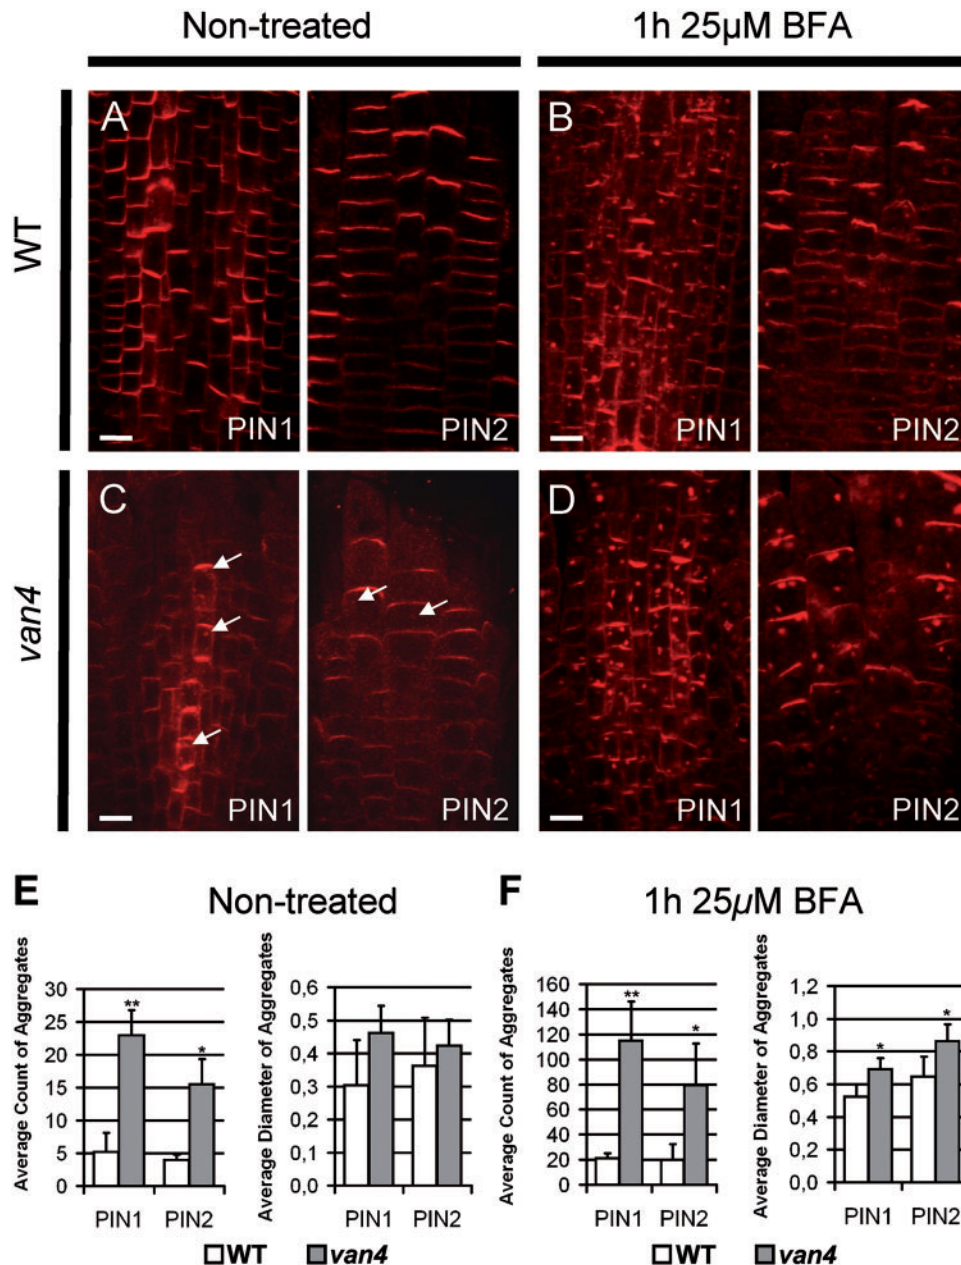 Non-treated
1h 25µM BFA
WT
A
PIN1
PIN2
B
PIN1
PIN2
van4
C
PIN1
PIN2
D
PIN1
PIN2
E
Non-treated
Average Count of Aggregates
30
25
20
15
10
5
0
**
*
PIN1 PIN2
Average Diameter of Aggregates
0,6
0,5
0,4
0,3
0,2
0,1
0,0
PIN1 PIN2
WT van4
F
1h 25µM BFA
Average Count of Aggregates
160
140
120
100
80
60
40
20
0
**
*
PIN1 PIN2
Average Diameter of Aggregates
1,2
1,0
0,8
0,6
0,4
0,2
0,0
*
*
PIN1 PIN2
WT van4